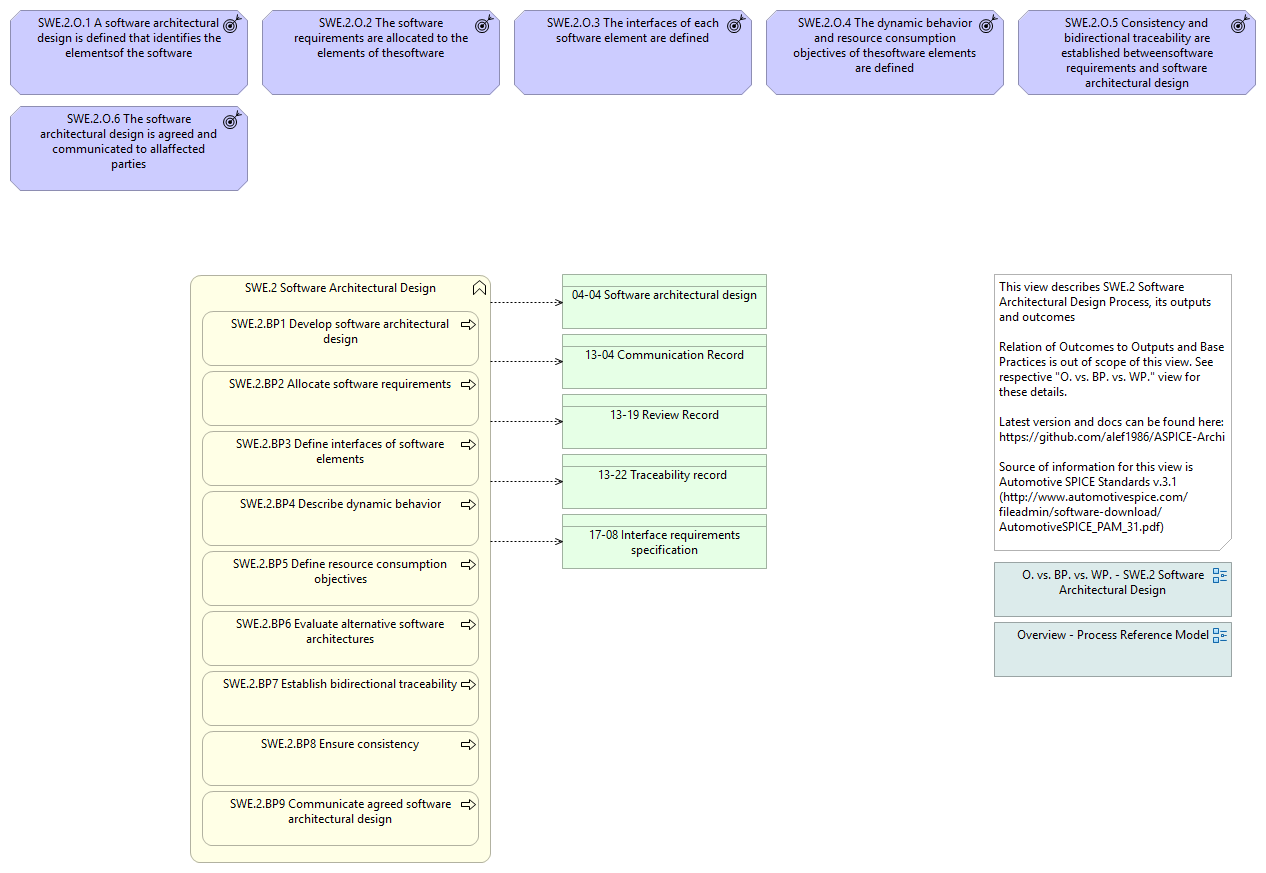 SWE.2.O.1 A software architectural
design is defined that identifies the
elementsof the software
SWE.2.O.2 The software
requirements are allocated to the
elements of thesoftware
SWE.2.O.3 The interfaces of each
software element are defined
SWE.2.O.4 The dynamic behavior
and resource consumption
objectives of thesoftware elements
are defined
SWE.2.O.5 Consistency and
bidirectional traceability are
established betweensoftware
requirements and software
architectural design
SWE.2.O.6 The software
architectural design is agreed and
communicated to allaffected
parties
SWE.2 Software Architectural Design
SWE.2.BP1 Develop software architectural
design
SWE.2.BP2 Allocate software requirements
SWE.2.BP3 Define interfaces of software
elements
SWE.2.BP4 Describe dynamic behavior
SWE.2.BP5 Define resource consumption
objectives
SWE.2.BP6 Evaluate alternative software
architectures
SWE.2.BP7 Establish bidirectional traceability
SWE.2.BP8 Ensure consistency
SWE.2.BP9 Communicate agreed software
architectural design
04-04 Software architectural design
13-04 Communication Record
13-19 Review Record
13-22 Traceability record
17-08 Interface requirements
specification
This view describes SWE.2 Software
Architectural Design Process, its outputs
and outcomes
Relation of Outcomes to Outputs and Base
Practices is out of scope of this view. See
respective "O. vs. BP. vs. WP." view for
these details.
Latest version and docs can be found here:
https://github.com/alef1986/ASPICE-Archi
Source of information for this view is
Automotive SPICE Standards v.3.1
(http://www.automotivespice.com/
fileadmin/software-download/
AutomotiveSPICE_PAM_31.pdf)
O. vs. BP. vs. WP. - SWE.2 Software
Architectural Design
Overview - Process Reference Model